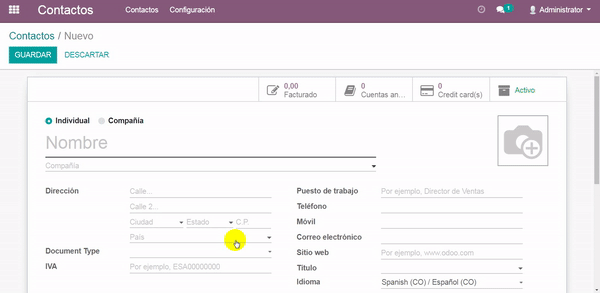 Contactos Contactos Configuración 1 Administrator
Contactos / Nuevo
GUARDAR DESCARTAR
0,00 Facturado
0 Cuentas an...
0 Credit card(s)
Activo
Individual Compañía
Nombre
Compañía
Dirección Calle...
Calle 2...
Ciudad Estado C.P.
País
Document Type
IVA Por ejemplo, ESA00000000
Puesto de trabajo Por ejemplo, Director de Ventas
Teléfono
Móvil
Correo electrónico
Sitio web Por ejemplo, www.odoo.com
Título
Idioma Spanish (CO) / Español (CO)